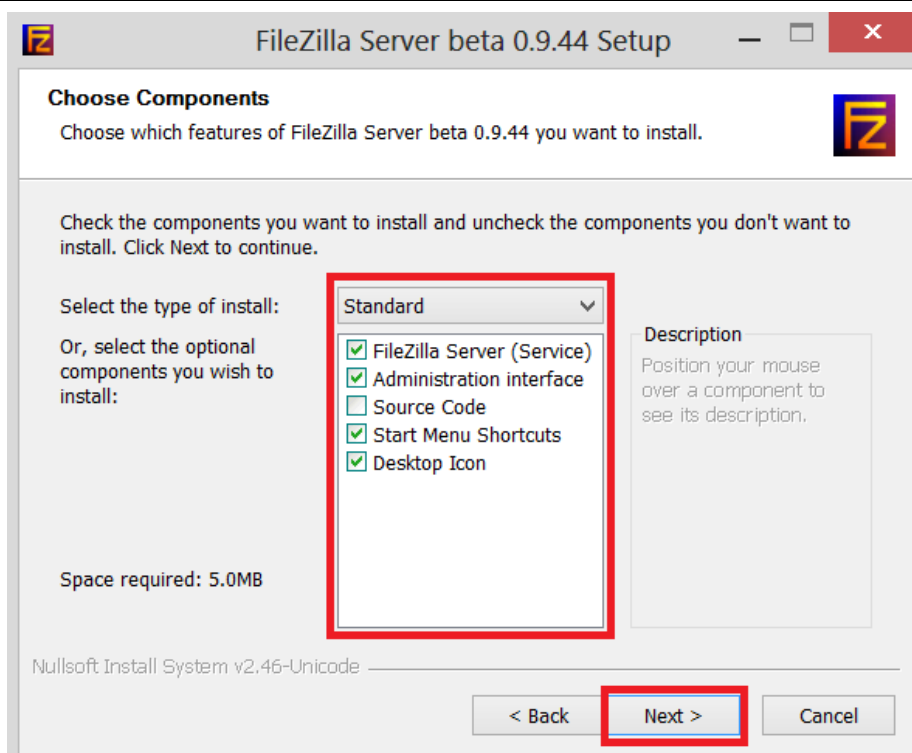 FileZilla Server beta 0.9.44 Setup
Choose Components
Choose which features of FileZilla Server beta 0.9.44 you want to install.
Check the components you want to install and uncheck the components you don't want to
install. Click Next to continue.
Select the type of install:
Standard
Or, select the optional
components you wish to
install:
FileZilla Server (Service)
Administration interface
Source Code
Start Menu Shortcuts
Desktop Icon
Description
Position your mouse
over a component to
see its description.
Space required: 5.0MB
Nullsoft Install System v2.46-Unicode
< Back
Next >
Cancel